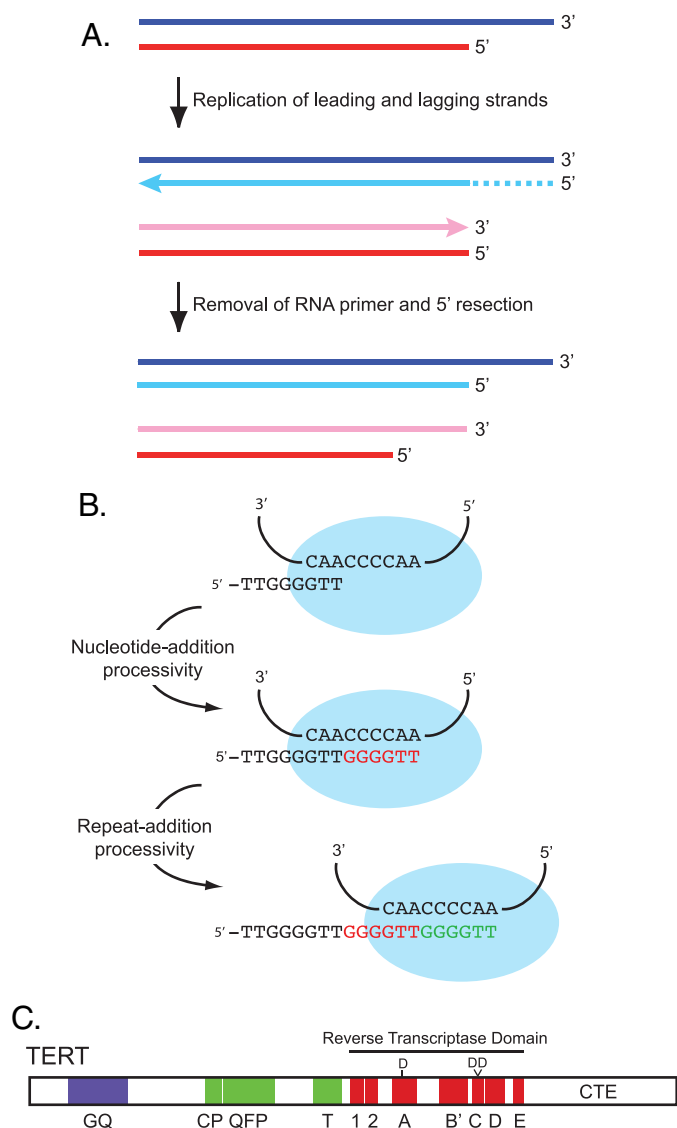 A.
3’
5’
Replication of leading and lagging strands
3’
5’
3’
5’
Removal of RNA primer and 5’ resection
3’
5’
3’
5’
B.
3’ 5’
CAACCCCAA
5’ –TTGGGGTT
Nucleotide-addition
processivity
3’ 5’
CAACCCCAA
5’–TTGGGGTTGGGGTT
Repeat-addition
processivity
3’ 5’
CAACCCCAA
5’ –TTGGGGTTGGGGTTGGGGTT
C.
Reverse Transcriptase Domain
TERT
D DD
CTE
GQ CP QFP T 1 2 A B’ C D E